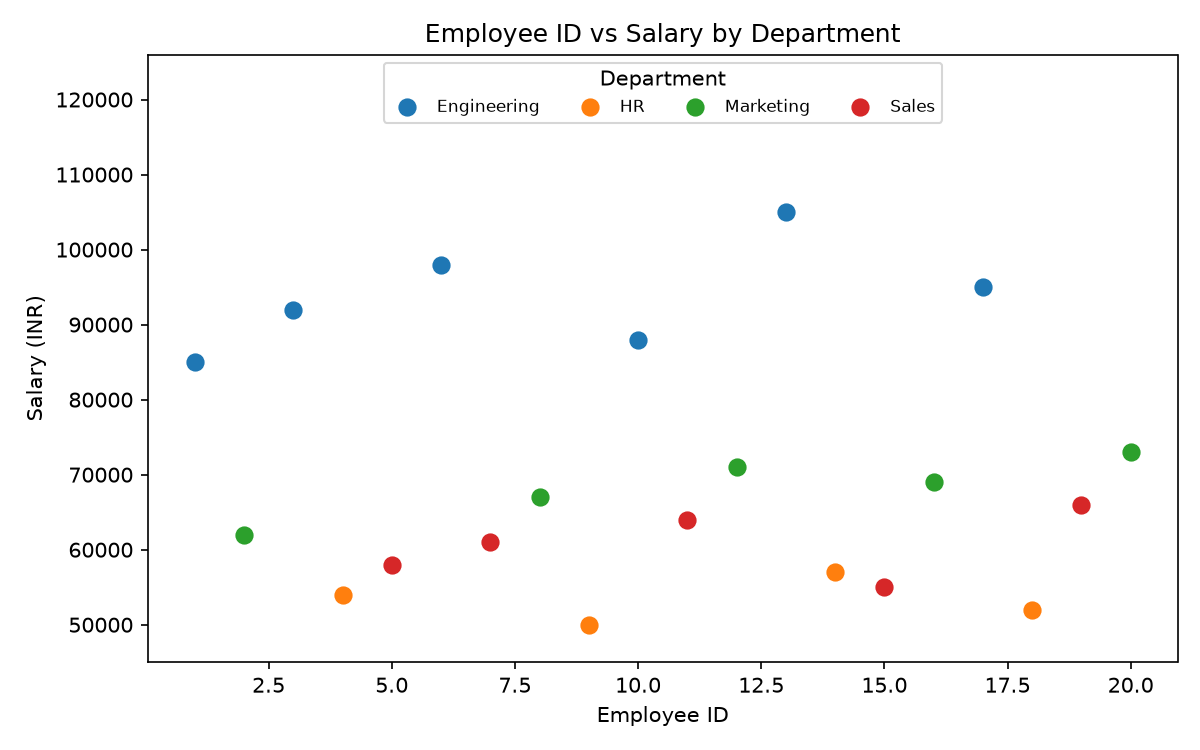 Employee ID vs Salary by Department
Department
Engineering HR Marketing Sales
120000
110000
100000
90000
80000
70000
60000
50000
Salary (INR)
2.5 5.0 7.5 10.0 12.5 15.0 17.5 20.0
Employee ID